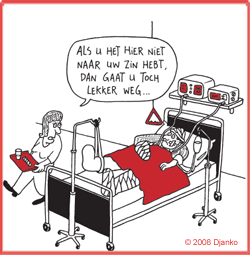 ALS U HET HIER NIET
NAAR UW ZIN HEBT,
DAN GAAT U TOCH
LEKKER WEG...
© 2008 Djanko